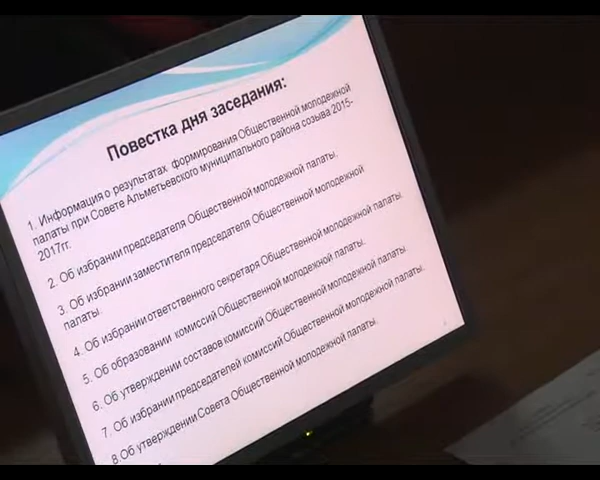 Повестка дня заседания:
1. Информация о результатах формирования Общественной молодежной
палаты при Совете Альметьевского муниципального района созыва 2015-
2017гг.
2. Об избрании председателя Общественной молодежной палаты.
3. Об избрании заместителя председателя Общественной молодежной
палаты.
4. Об избрании ответственного секретаря Общественной молодежной палаты.
5. Об образовании комиссий Общественной молодежной палаты.
6. Об утверждении составов комиссий Общественной молодежной палаты
7. Об избрании председателей комиссий Общественной молодежной палаты.
8.Об утверждении Совета Общественной молодежной палаты.